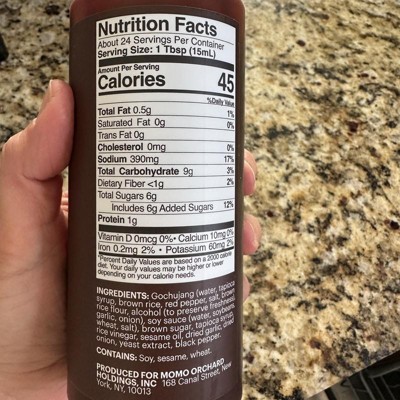 Nutrition Facts
About 24 Servings Per Container
Serving Size: 1 Tbsp (15mL)
Amount Per Serving
Calories 45
%Daily Value
Total Fat 0.5g 1%
Saturated Fat 0g 0%
Trans Fat 0g
Cholesterol 0mg 0%
Sodium 390mg 17%
Total Carbohydrate 9g 3%
Dietary Fiber <1g 2%
Total Sugars 6g
Includes 6g Added Sugars 12%
Protein 1g
Vitamin D 0mcg 0% • Calcium 10mg 0%
Iron 0.2mg 2% • Potassium 60mg 2%
*Percent Daily Values are based on a 2000 calorie
diet. Your daily values may be higher or lower
depending on your calorie needs.
INGREDIENTS: Gochujang (water, tapioca
syrup, brown rice, red pepper, salt, brown
rice flour, alcohol (to preserve freshness),
garlic, onion), soy sauce (water, soybeans,
wheat, salt), brown sugar, tapioca syrup,
rice vinegar, sesame oil, dried garlic, dried
onion, yeast extract, black pepper.
CONTAINS: Soy, sesame, wheat.
PRODUCED FOR MOMO ORCHARD
HOLDINGS, INC 168 Canal Street, New
York, NY, 10013